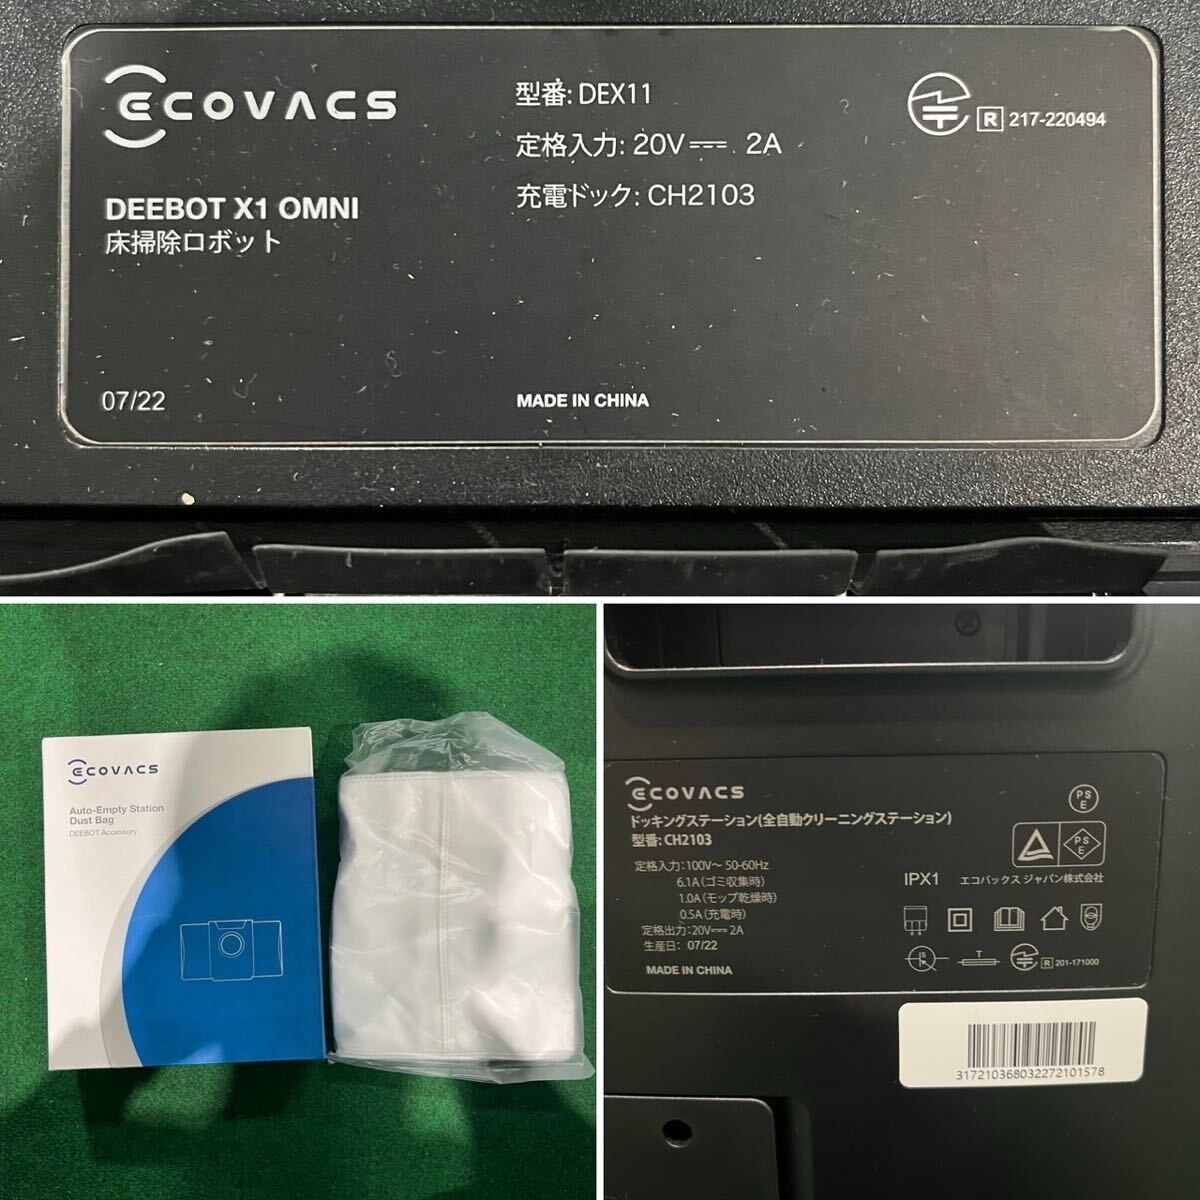 ECOVACS
DEEBOT X1 OMNI
床掃除ロボット
07/22
型番: DEX11
定格入力: 20V⎓ 2A
充電ドック: CH2103
MADE IN CHINA
R 217-220494
ECOVACS
Auto-Empty Station
Dust Bag
DEEBOT Accessory
ECOVACS
ドッキングステーション(全自動クリーニングステーション)
型番: CH2103
定格入力:100V～ 50-60Hz
6.1A(ゴミ収集時)
1.0A(モップ乾燥時)
0.5A(充電時)
定格出力:20V⎓ 2A
生産日: 07/22
MADE IN CHINA
PS
E
PS
E
IPX1 エコバックス ジャパン株式会社
IS
T
R 201-171000
317210368032272101578